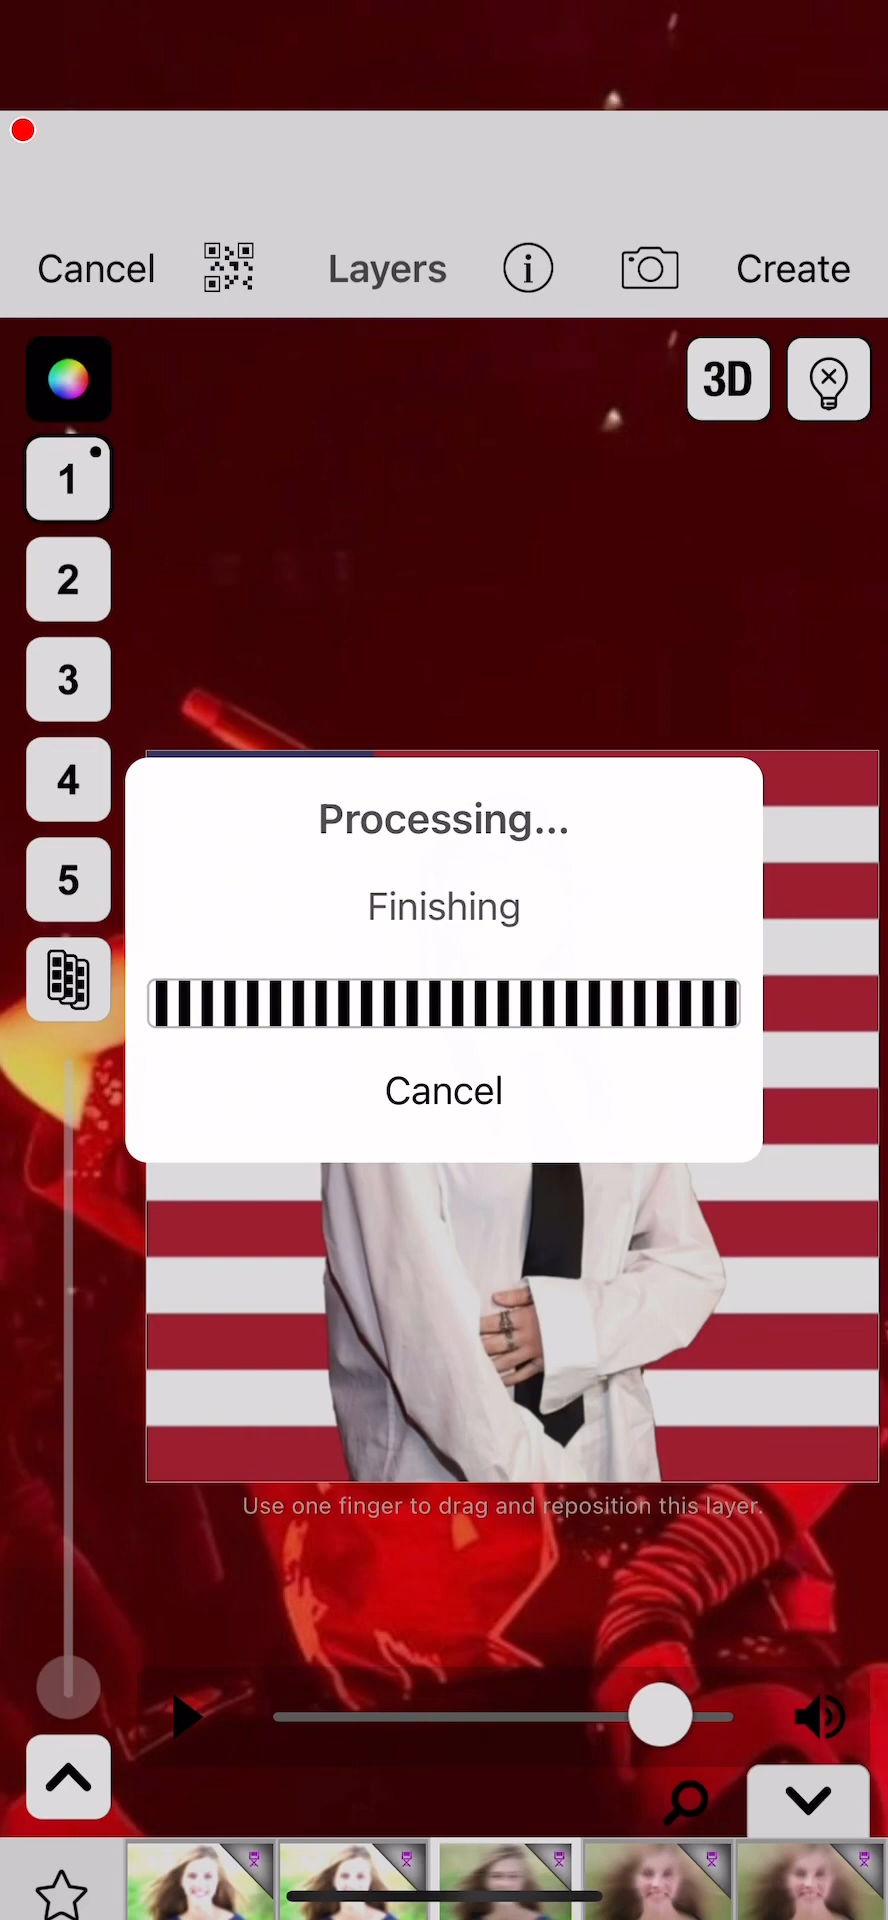 Cancel Layers i Create
3D
1
2
3
4
5
Processing...
Finishing
Cancel
Use one finger to drag and reposition this layer.